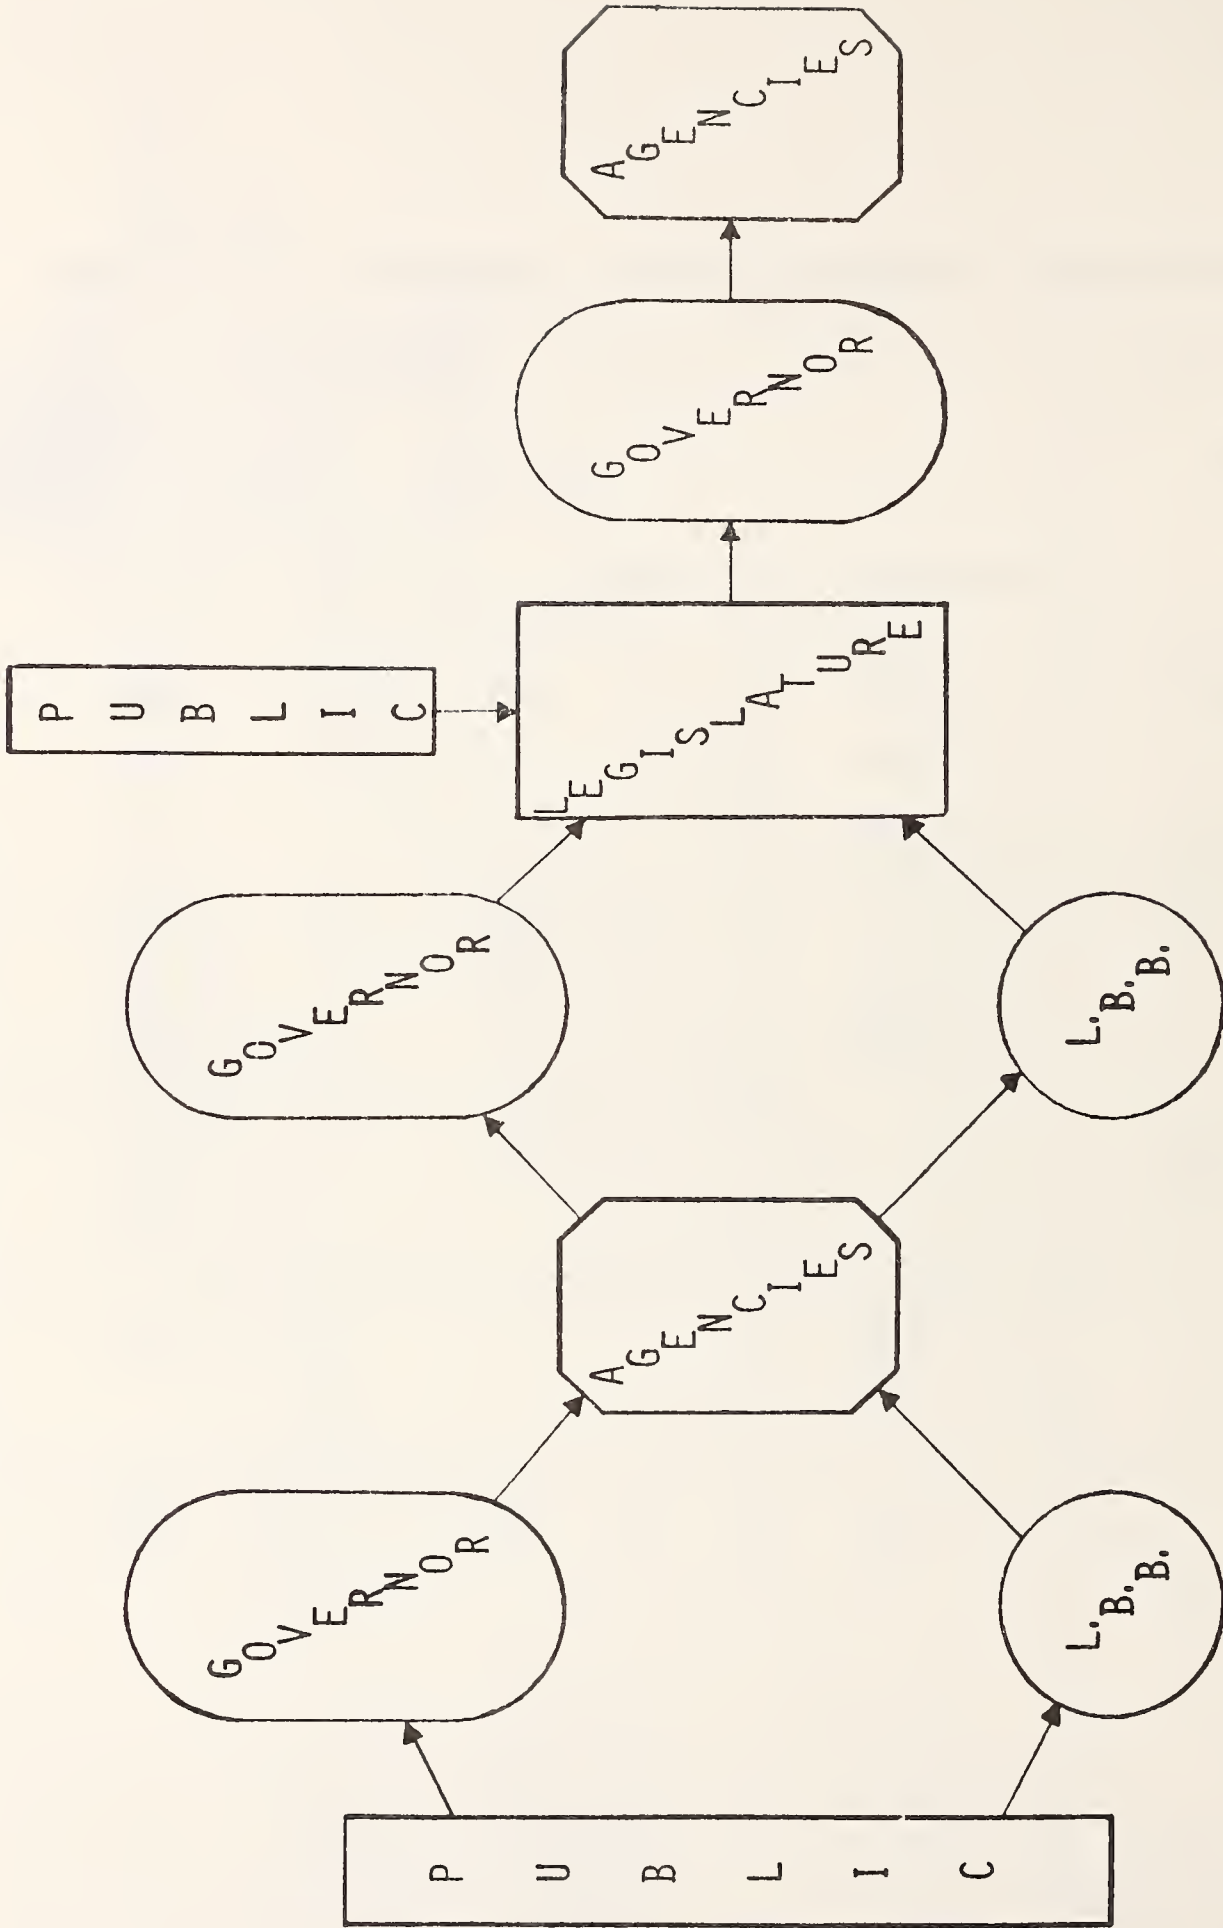 PUBLIC
GOVERNOR
L.B.B.
AGENCIES
GOVERNOR
L.B.B.
PUBLIC
LEGISLATURE
GOVERNOR
AGENCIES